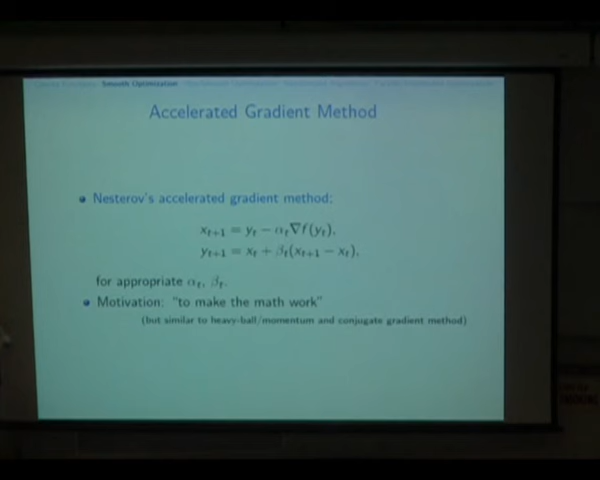 Smooth Optimization
Accelerated Gradient Method
Nesterov's accelerated gradient method:
x_{t+1} = y_t − α_t∇f(y_t),
y_{t+1} = x_t + β_t(x_{t+1} − x_t),
for appropriate α_t, β_t.
Motivation: "to make the math work"
(but similar to heavy-ball/momentum and conjugate gradient method)